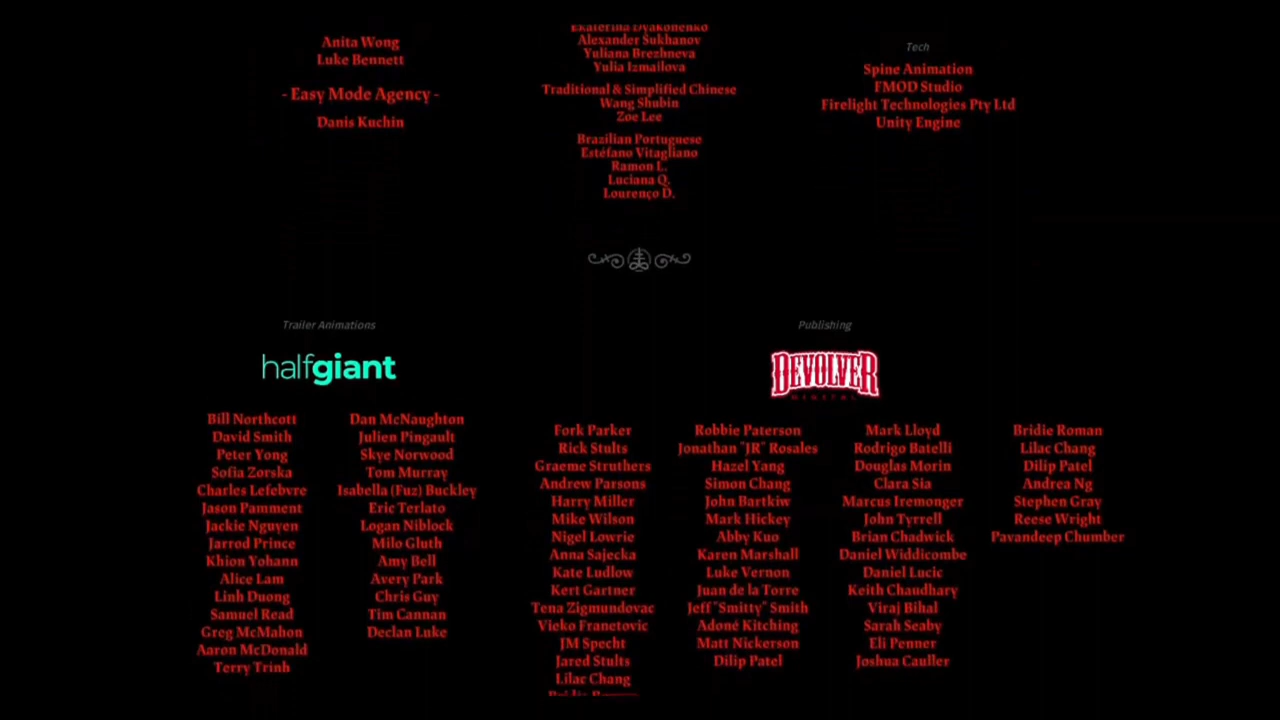 Anita Wong
Luke Bennett
- Easy Mode Agency -
Danis Kuchin
Ekaterina Dyakonenko
Alexander Sukhanov
Yuliana Brezhneva
Yulia Izmailova
Traditional & Simplified Chinese
Wang Shubin
Zoe Lee
Brazilian Portuguese
Estéfano Vitagliano
Ramon L.
Luciana Q.
Lourenço D.
Tech
Spine Animation
FMOD Studio
Firelight Technologies Pty Ltd
Unity Engine
Trailer Animations
halfgiant
Bill Northcott
David Smith
Peter Yong
Sofia Zorska
Charles Lefebvre
Jason Pamment
Jackie Nguyen
Jarrod Prince
Khion Yohann
Alice Lam
Linh Duong
Samuel Read
Greg McMahon
Aaron McDonald
Terry Trinh
Dan McNaughton
Julien Pingault
Skye Norwood
Tom Murray
Isabella (Fuz) Buckley
Eric Terlato
Logan Niblock
Milo Gluth
Amy Bell
Avery Park
Chris Guy
Tim Cannan
Declan Luke
Publishing
DEVOLVER
DIGITAL
Fork Parker
Rick Stults
Graeme Struthers
Andrew Parsons
Harry Miller
Mike Wilson
Nigel Lowrie
Anna Sajecka
Kate Ludlow
Kert Gartner
Tena Zigmundovac
Vieko Franetovic
JM Specht
Jared Stults
Lilac Chang
Robbie Paterson
Jonathan "JR" Rosales
Hazel Yang
Simon Chang
John Bartkiw
Mark Hickey
Abby Kuo
Karen Marshall
Luke Vernon
Juan de la Torre
Jeff "Smitty" Smith
Adoné Kitching
Matt Nickerson
Dilip Patel
Mark Lloyd
Rodrigo Batelli
Douglas Morin
Clara Sia
Marcus Iremonger
John Tyrrell
Brian Chadwick
Daniel Widdicombe
Daniel Lucic
Keith Chaudhary
Viraj Bihal
Sarah Seaby
Eli Penner
Joshua Cauller
Bridie Roman
Lilac Chang
Dilip Patel
Andrea Ng
Stephen Gray
Reese Wright
Pavandeep Chumber